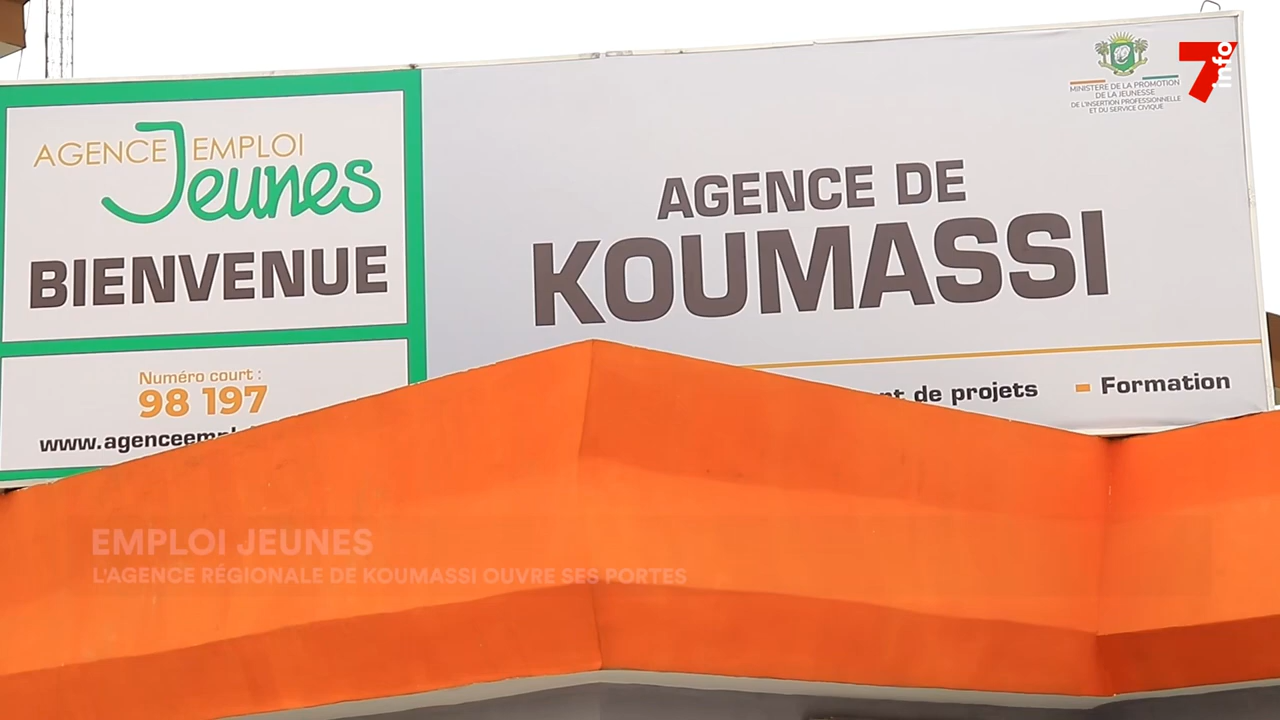 AGENCE EMPLOI
Jeunes
BIENVENUE
Numéro court :
98 197
AGENCE DE
KOUMASSI
de projets
Formation
MINISTERE DE LA PROMOTION
DE LA JEUNESSE
DE L'INSERTION PROFESSIONNELLE
ET DU SERVICE CIVIQUE
7info
EMPLOI JEUNES
L'AGENCE RÉGIONALE DE KOUMASSI OUVRE SES PORTES